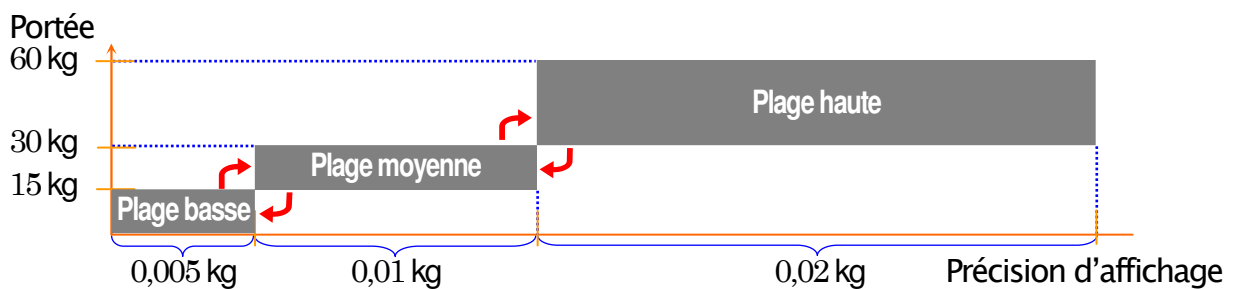 Portée
60 kg
Plage haute
30 kg
Plage moyenne
15 kg
Plage basse
0,005 kg
0,01 kg
0,02 kg
Précision d'affichage